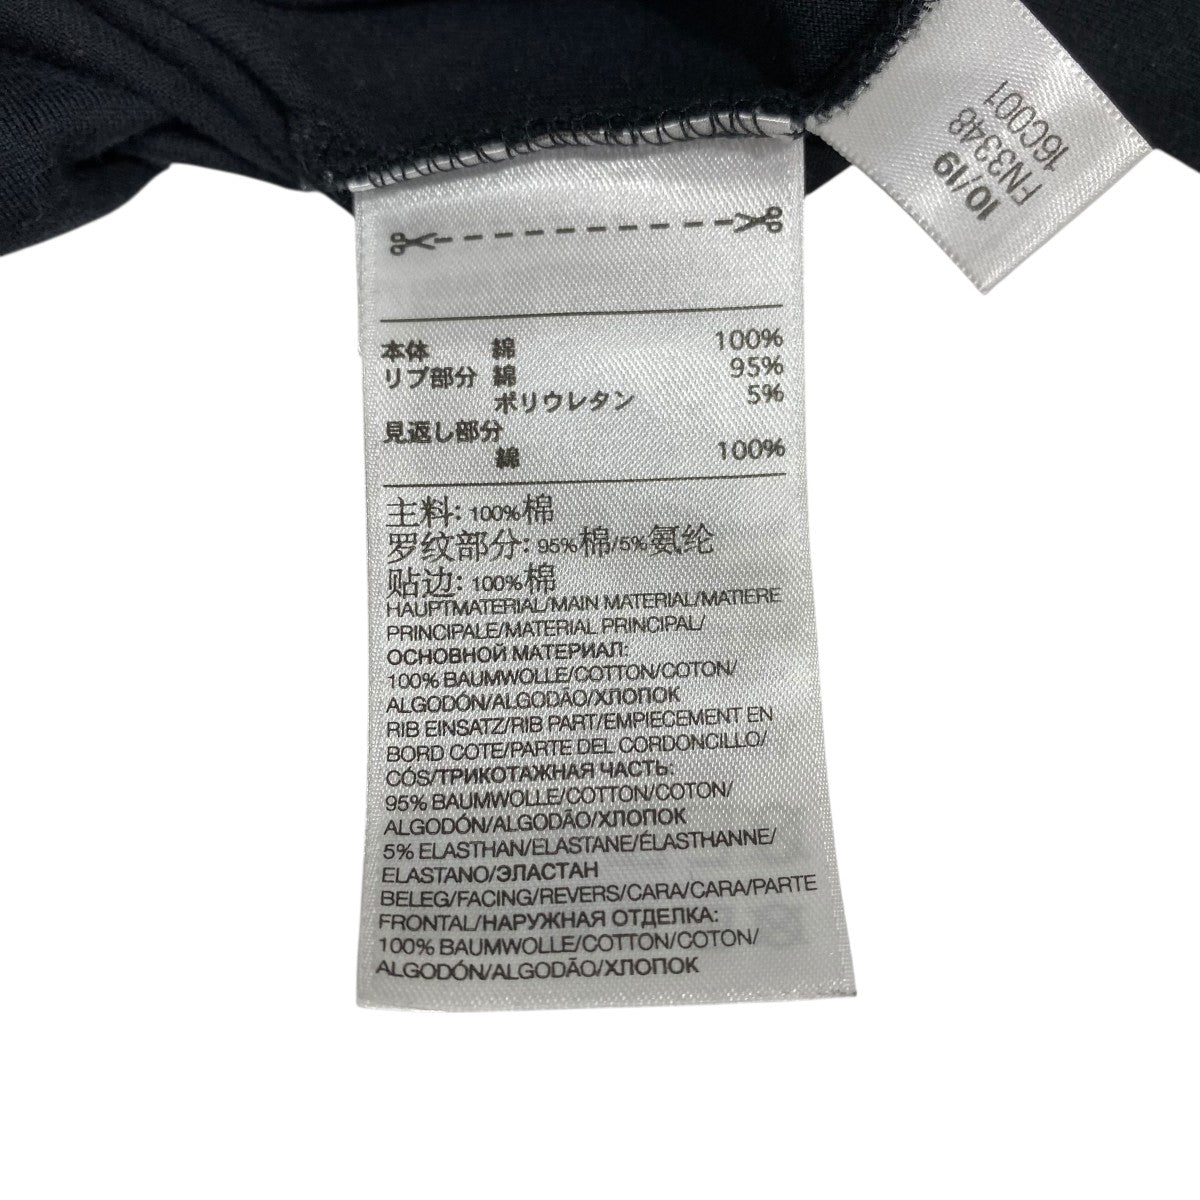 10/19
FN3348
16C001
本体 綿 100%
リブ部分 綿 95%
ポリウレタン 5%
見返し部分
綿 100%
主料: 100%棉
罗纹部分: 95%棉/5%氨纶
贴边: 100%棉
HAUPTMATERIAL/MAIN MATERIAL/MATIERE
PRINCIPALE/MATERIAL PRINCIPAL/
ОСНОВНОЙ МАТЕРИАЛ:
100% BAUMWOLLE/COTTON/COTON/
ALGODÓN/ALGODÃO/ХЛОПОК
RIB EINSATZ/RIB PART/EMPIECEMENT EN
BORD COTE/PARTE DEL CORDONCILLO/
CÓS/ТРИКОТАЖНАЯ ЧАСТЬ:
95% BAUMWOLLE/COTTON/COTON/
ALGODÓN/ALGODÃO/ХЛОПОК
5% ELASTHAN/ELASTANE/ÉLASTHANNE/
ELASTANO/ЭЛАСТАН
BELEG/FACING/REVERS/CARA/CARA/PARTE
FRONTAL/НАРУЖНАЯ ОТДЕЛКА:
100% BAUMWOLLE/COTTON/COTON/
ALGODÓN/ALGODÃO/ХЛОПОК